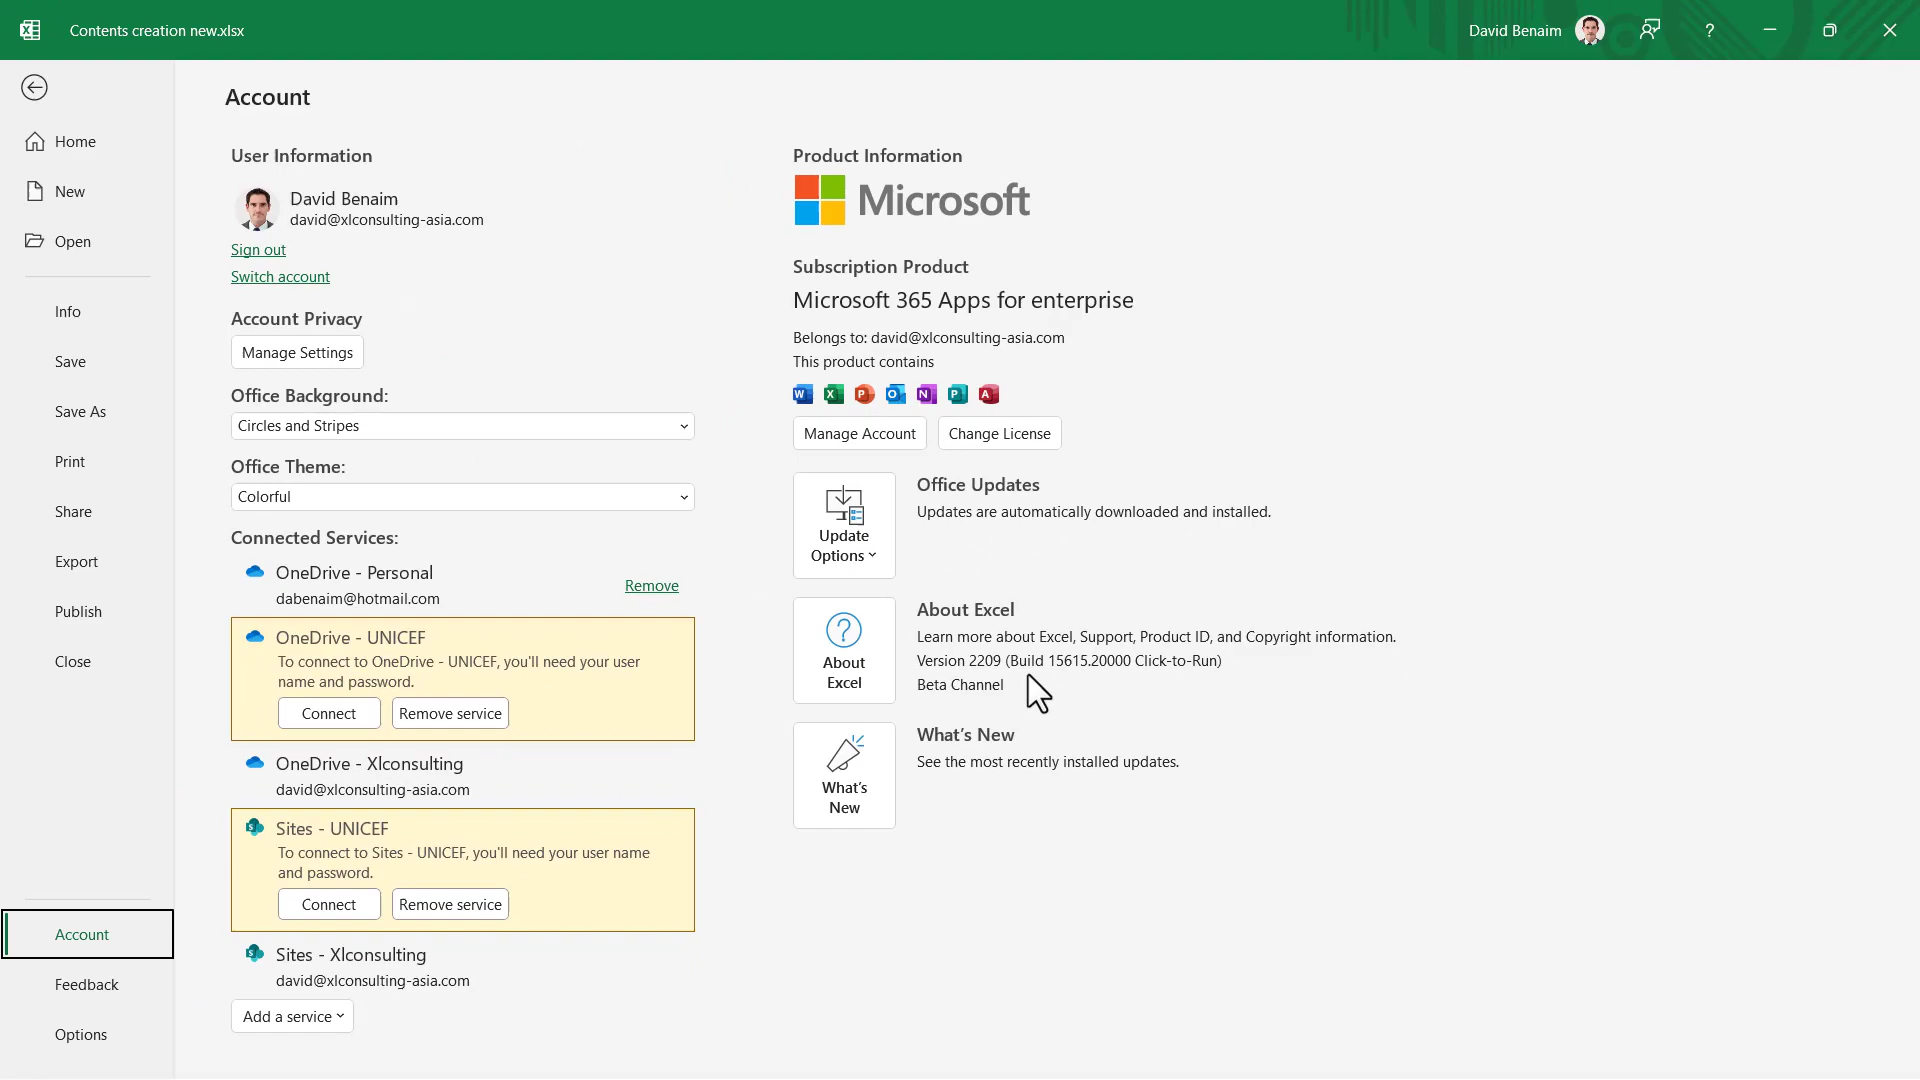 Contents creation new.xlsx
David Benaim
?
Account
Home
New
Open
Info
Save
Save As
Print
Share
Export
Publish
Close
Account
Feedback
Options
User Information
David Benaim
david@xlconsulting-asia.com
Sign out
Switch account
Account Privacy
Manage Settings
Office Background:
Circles and Stripes
Office Theme:
Colorful
Connected Services:
OneDrive - Personal
dabenaim@hotmail.com
Remove
OneDrive - UNICEF
To connect to OneDrive - UNICEF, you'll need your user
name and password.
Connect
Remove service
OneDrive - Xlconsulting
david@xlconsulting-asia.com
Sites - UNICEF
To connect to Sites - UNICEF, you'll need your user name
and password.
Connect
Remove service
Sites - Xlconsulting
david@xlconsulting-asia.com
Add a service
Product Information
Microsoft
Subscription Product
Microsoft 365 Apps for enterprise
Belongs to: david@xlconsulting-asia.com
This product contains
W X P O N P A
Manage Account
Change License
Update
Options
Office Updates
Updates are automatically downloaded and installed.
About
Excel
About Excel
Learn more about Excel, Support, Product ID, and Copyright information.
Version 2209 (Build 15615.20000 Click-to-Run)
Beta Channel
What's
New
What's New
See the most recently installed updates.